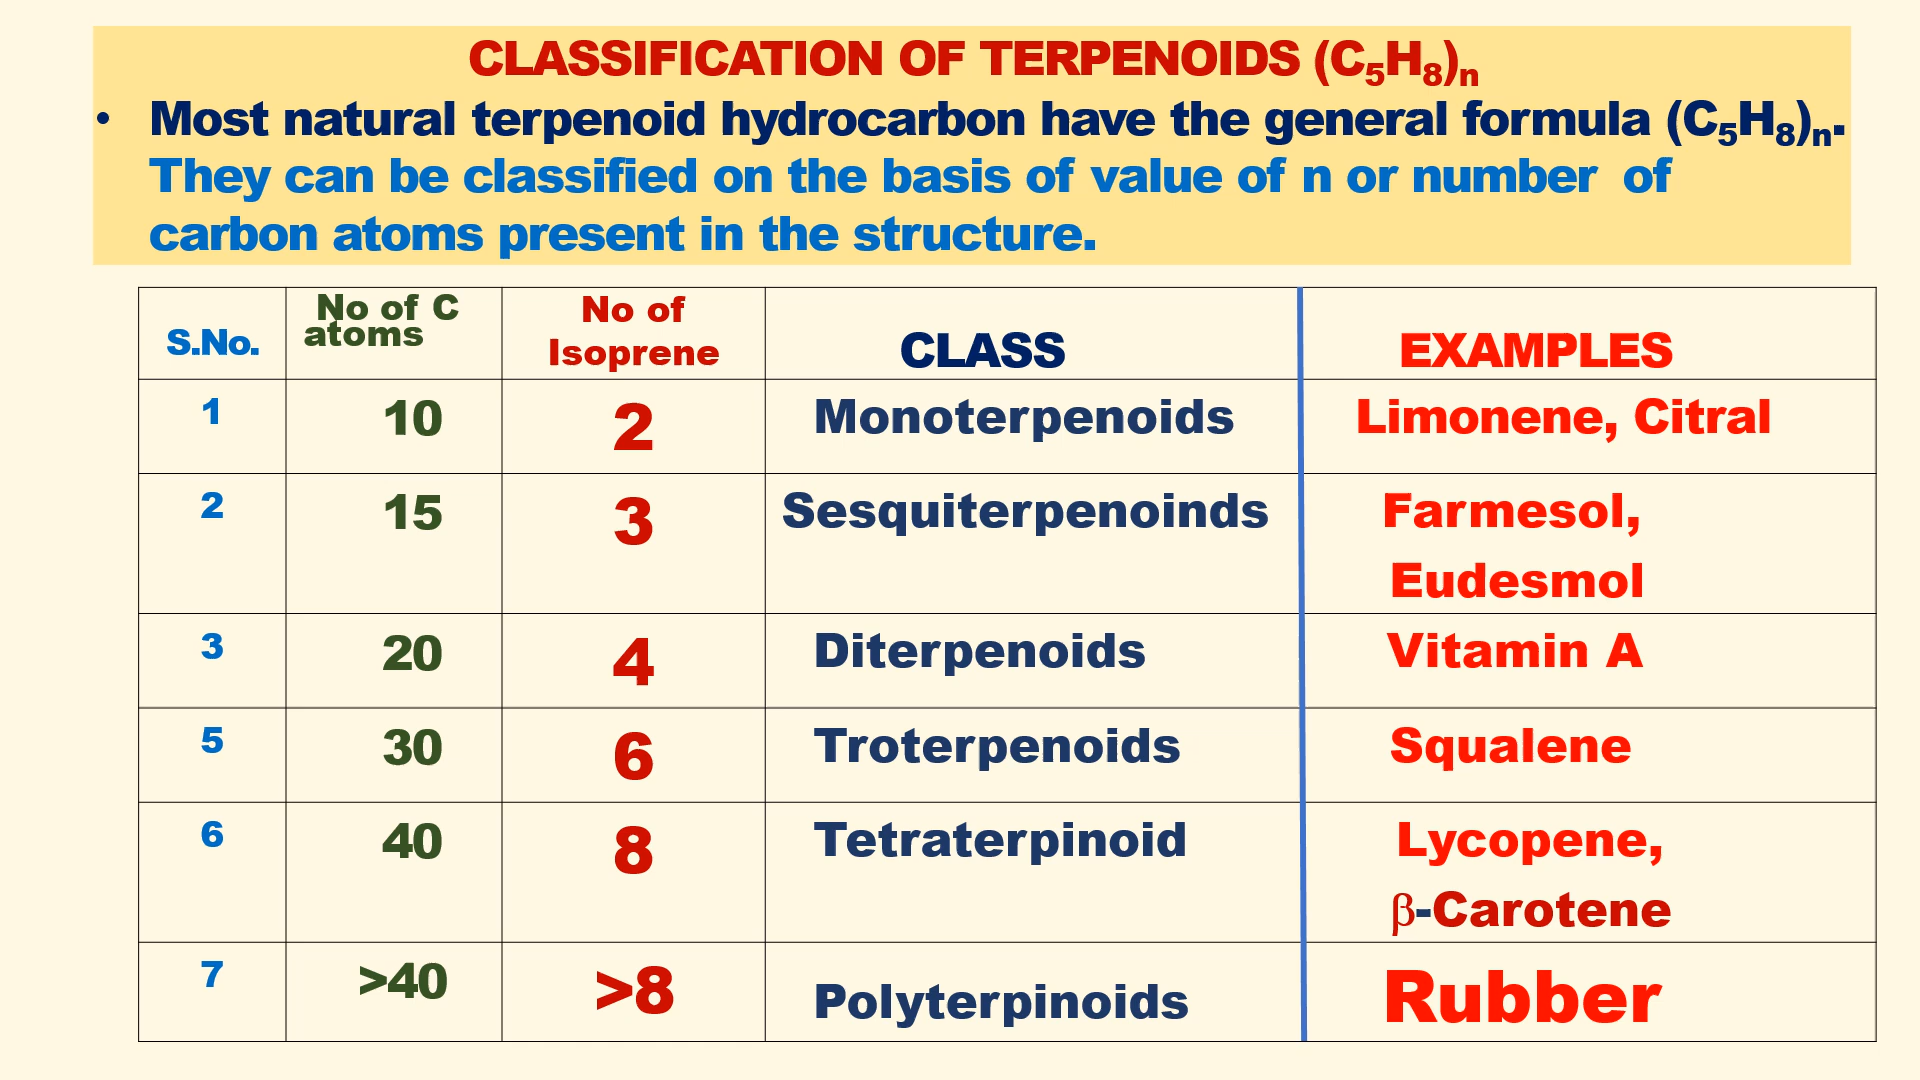 CLASSIFICATION OF TERPENOIDS (C₅H₈)ₙ
• Most natural terpenoid hydrocarbon have the general formula (C₅H₈)ₙ.
They can be classified on the basis of value of n or number of
carbon atoms present in the structure.
S.No. No of C atoms No of Isoprene CLASS EXAMPLES
1 10 2 Monoterpenoids Limonene, Citral
2 15 3 Sesquiterpenoinds Farmesol,
Eudesmol
3 20 4 Diterpenoids Vitamin A
5 30 6 Troterpenoids Squalene
6 40 8 Tetraterpinoid Lycopene,
β-Carotene
7 >40 >8 Polyterpinoids Rubber